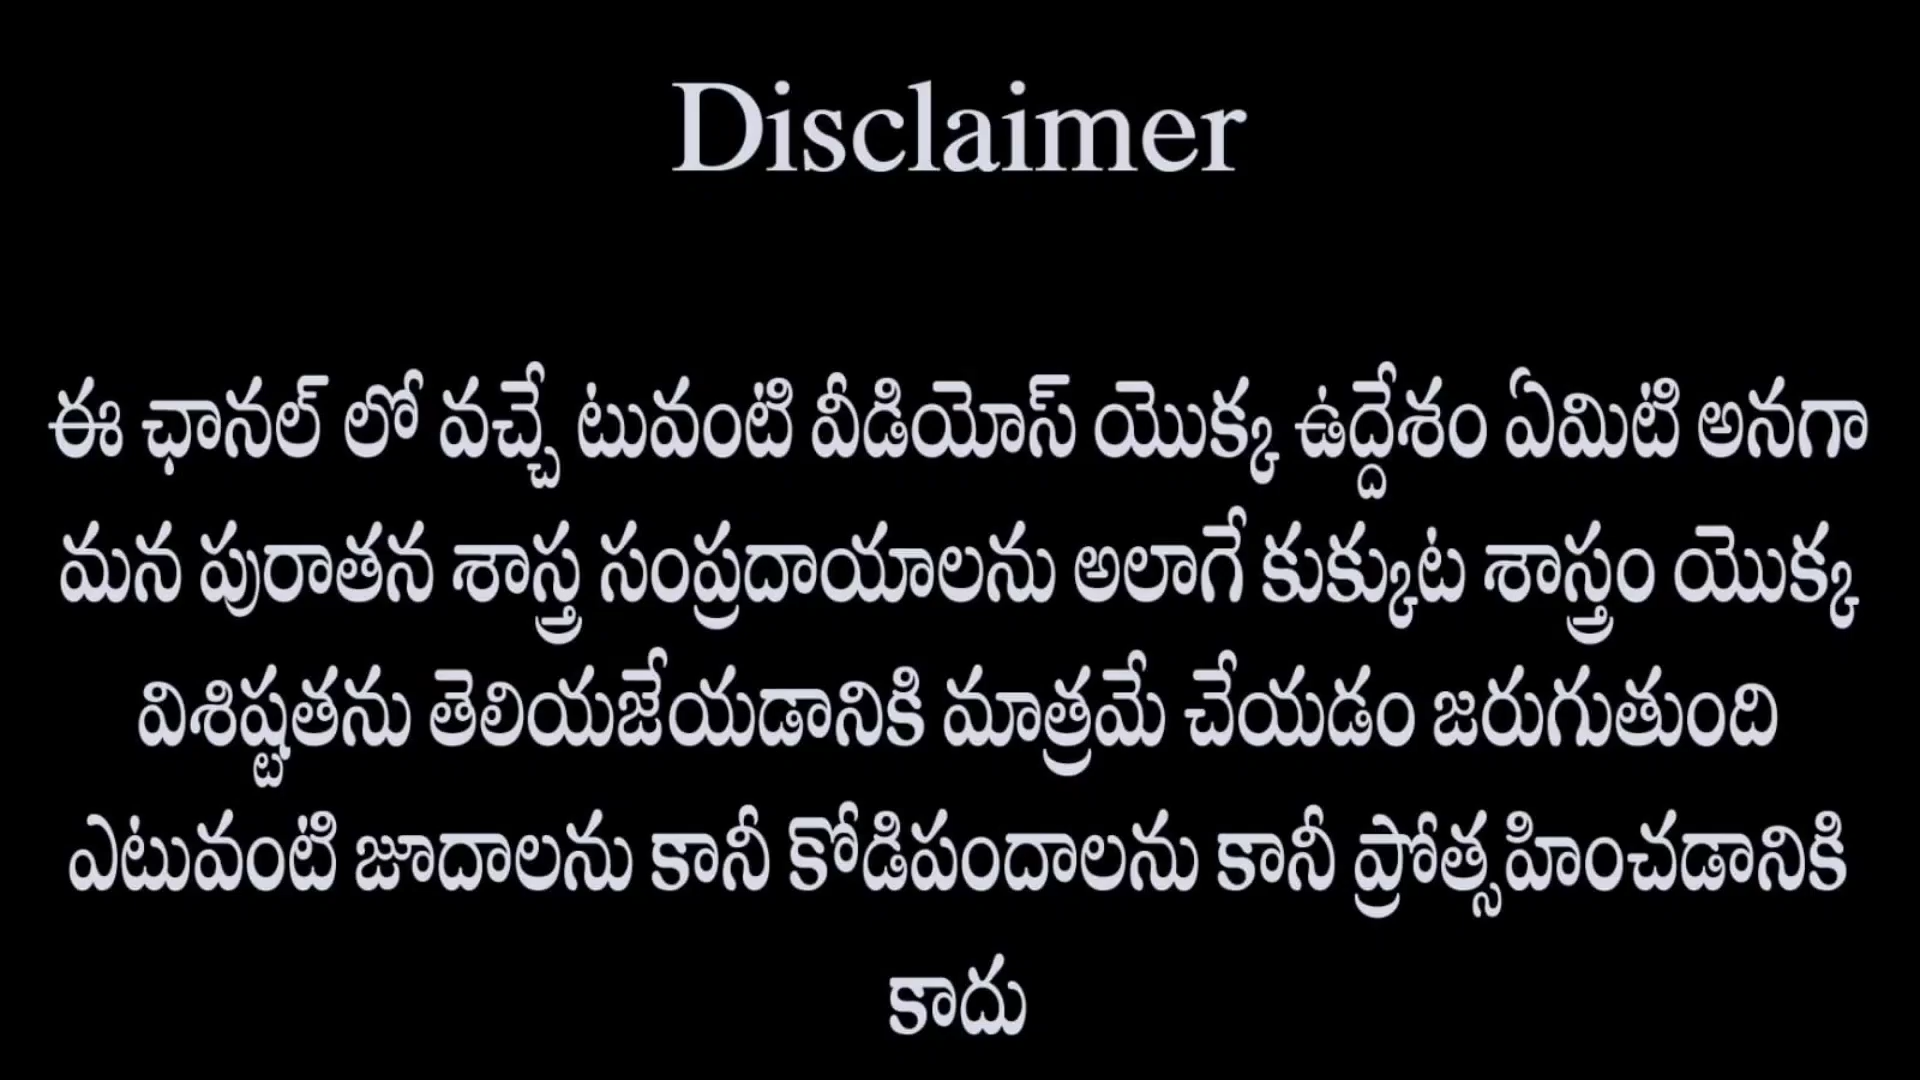 Disclaimer
ఈ ఛానల్ లో వచ్చే టువంటి వీడియోస్ యొక్క ఉద్దేశం ఏమిటి అనగా
మన పురాతన శాస్త్ర సంప్రదాయాలను అలాగే కుక్కుట శాస్త్రం యొక్క
విశిష్టతను తెలియజేయడానికి మాత్రమే చేయడం జరుగుతుంది
ఎటువంటి జూదాలను కానీ కోడిపందాలను కానీ ప్రోత్సహించడానికి
కాదు